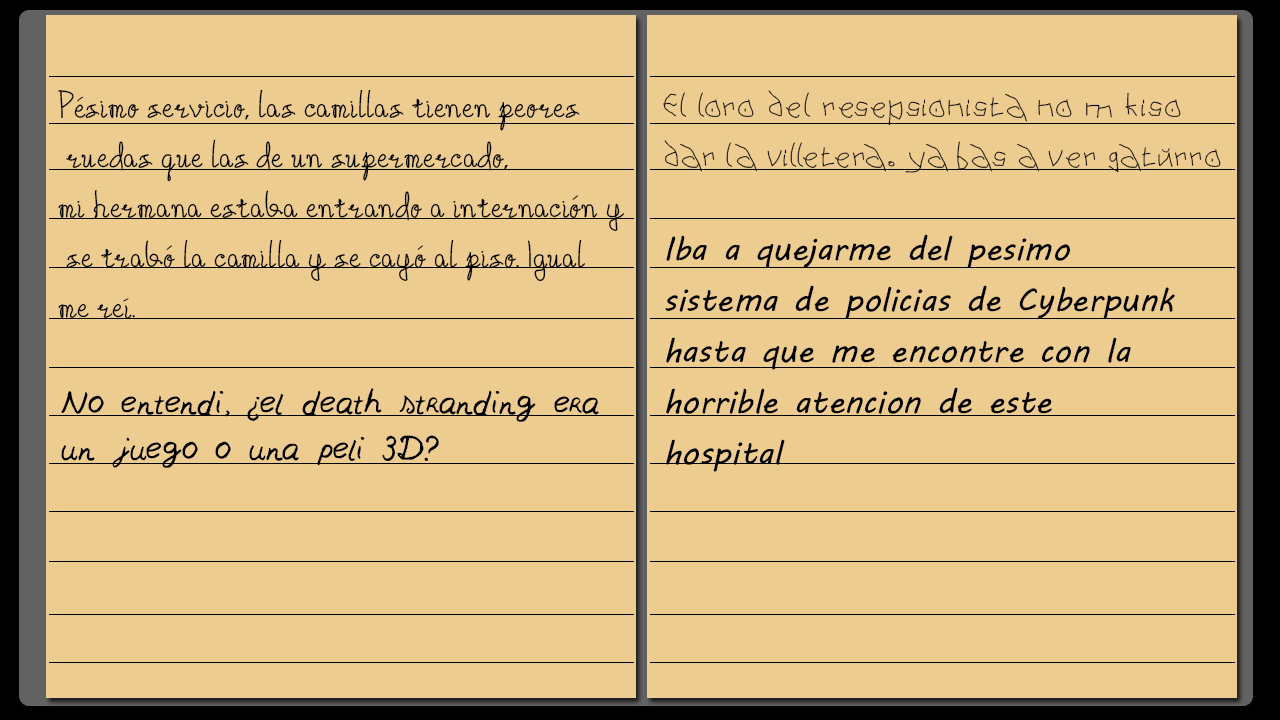 Pésimo servicio, las camillas tienen peores
ruedas que las de un supermercado,
mi hermana estaba entrando a internación y
se trabó la camilla y se cayó al piso. Igual
me reí.
No entendi, ¿el death stranding era
un juego o una peli 3D?
El loro del resepsionista no m kiso
dar la villetera. ya bas a ver gatúrro
Iba a quejarme del pesimo
sistema de policias de Cyberpunk
hasta que me encontre con la
horrible atencion de este
hospital